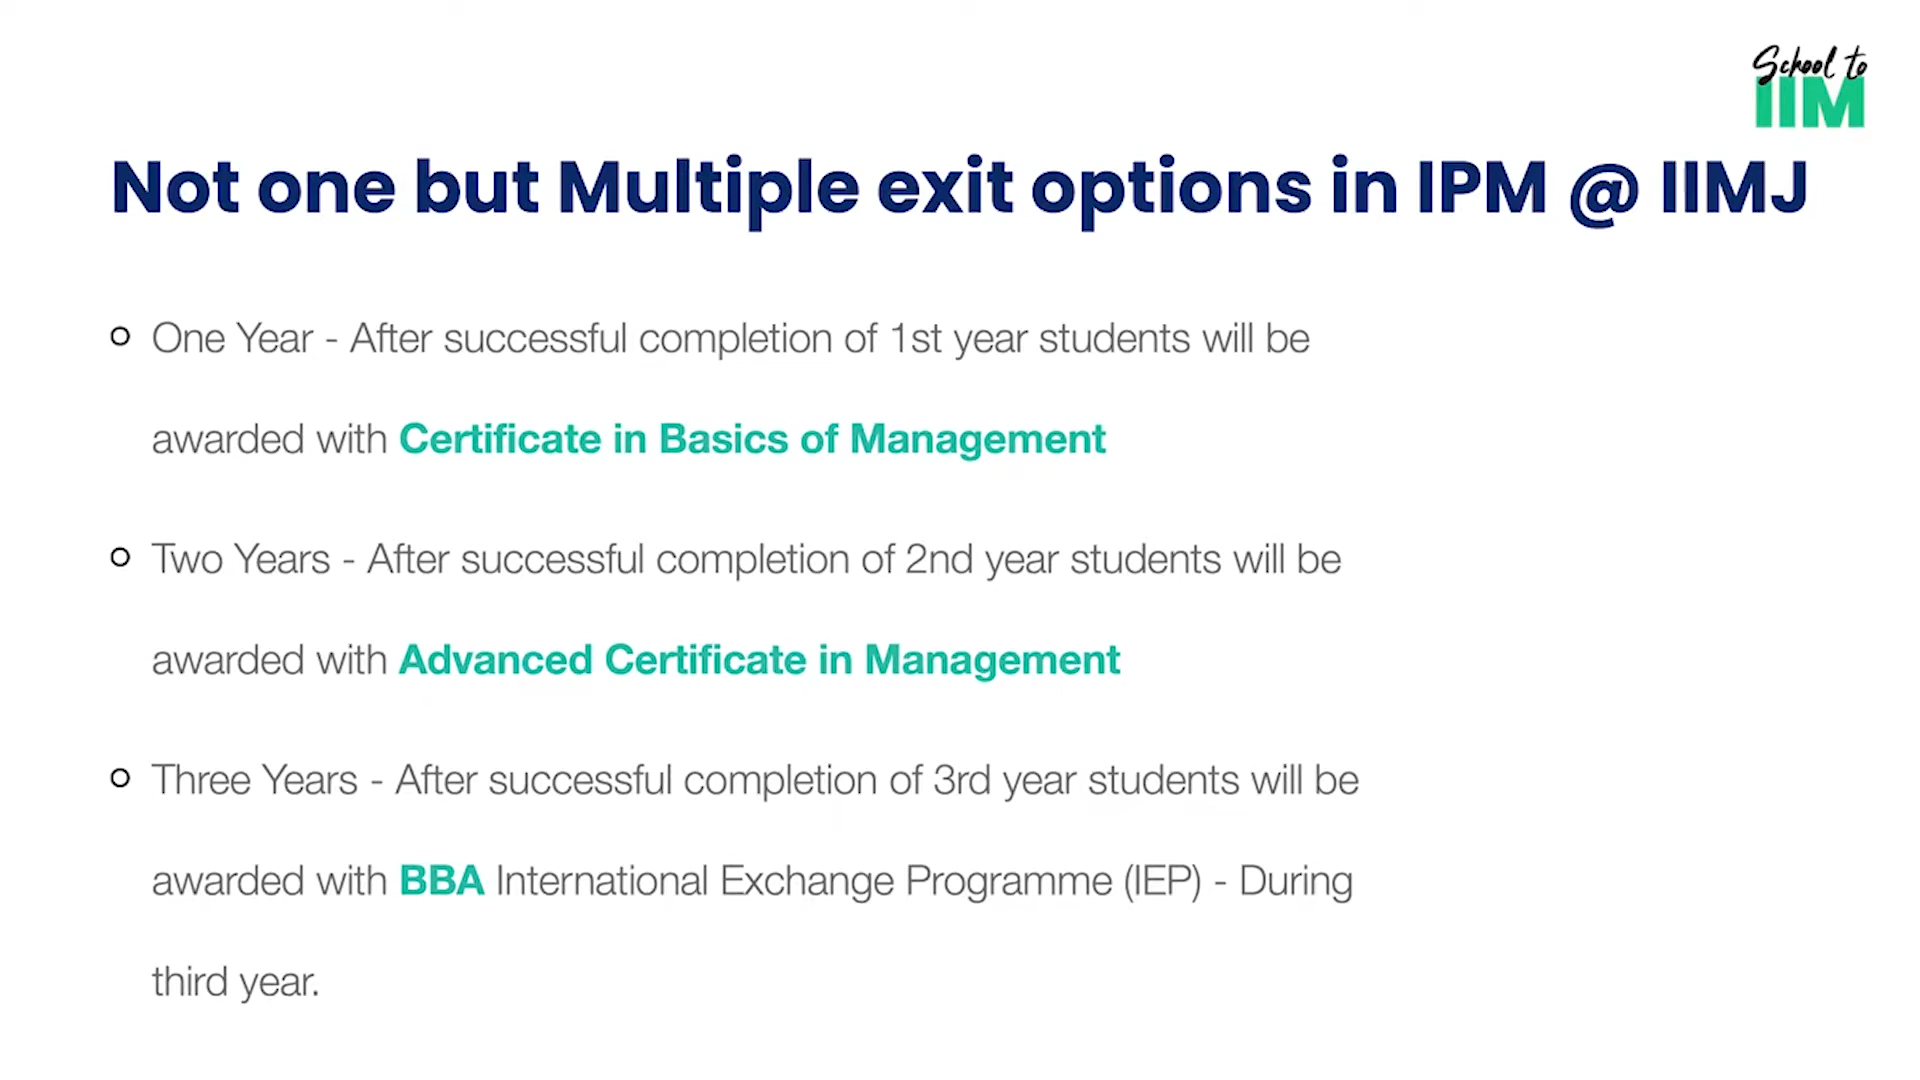 School to
IIM
Not one but Multiple exit options in IPM @ IIMJ
One Year - After successful completion of 1st year students will be
awarded with Certificate in Basics of Management
Two Years - After successful completion of 2nd year students will be
awarded with Advanced Certificate in Management
Three Years - After successful completion of 3rd year students will be
awarded with BBA International Exchange Programme (IEP) - During
third year.